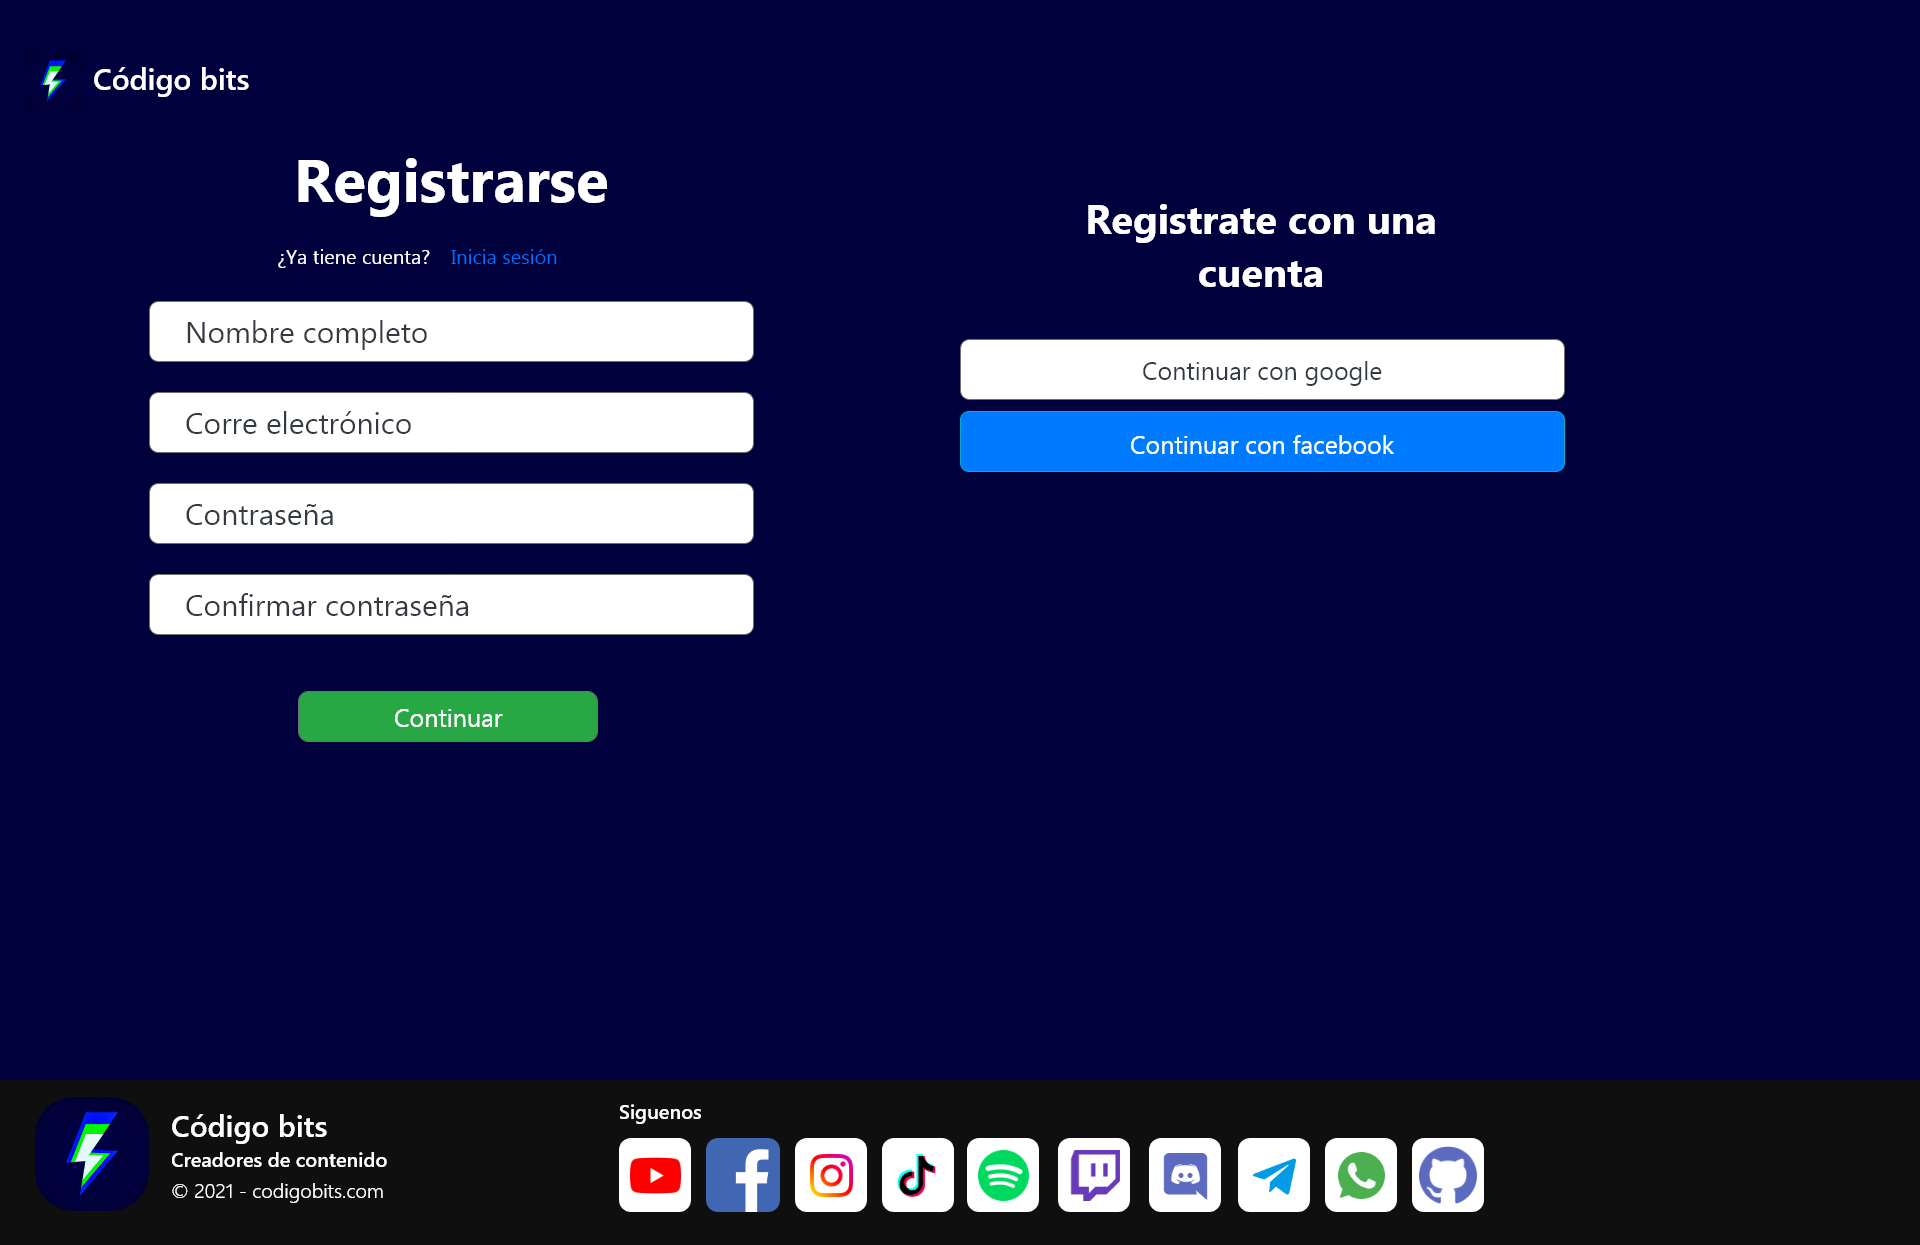 Código bits
Registrarse
¿Ya tiene cuenta? Inicia sesión
Nombre completo
Corre electrónico
Contraseña
Confirmar contraseña
Continuar
Registrate con una
cuenta
Continuar con google
Continuar con facebook
Código bits
Creadores de contenido
© 2021 - codigobits.com
Siguenos